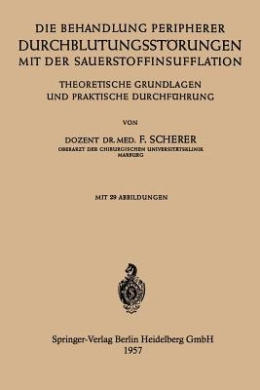 DIE BEHANDLUNG PERIPHERER
DURCHBLUTUNGSSTÖRUNGEN
MIT DER SAUERSTOFFINSUFFLATION
THEORETISCHE GRUNDLAGEN
UND PRAKTISCHE DURCHFÜHRUNG
VON
DOZENT DR. MED. F. SCHERER
OBERARZT DER CHIRURGISCHEN UNIVERSITÄTSKLINIK
MARBURG
MIT 29 ABBILDUNGEN
Springer-Verlag Berlin Heidelberg GmbH
1957